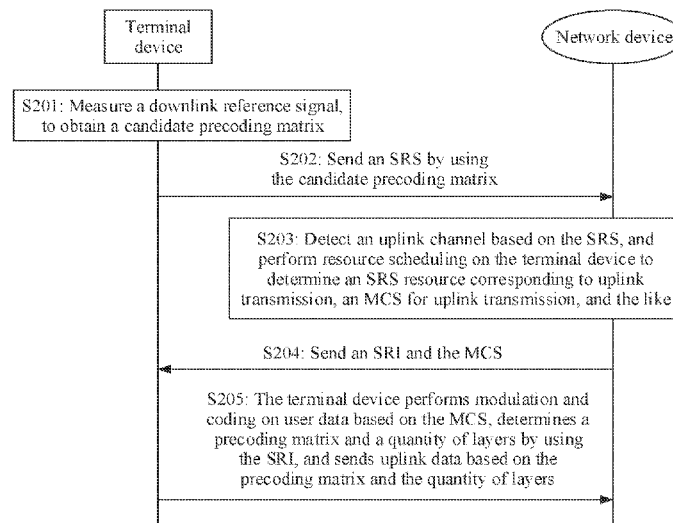 Terminal
device
Network device
S201: Measure a downlink reference signal,
to obtain a candidate precoding matrix
S202: Send an SRS by using
the candidate precoding matrix
S203: Detect an uplink channel based on the SRS, and
perform resource scheduling on the terminal device to
determine an SRS resource corresponding to uplink
transmission, an MCS for uplink transmission, and the like
S204: Send an SRI and the MCS
S205: The terminal device performs modulation and
coding on user data based on the MCS, determines a
precoding matrix and a quantity of layers by using
the SRI, and sends uplink data based on the
precoding matrix and the quantity of layers